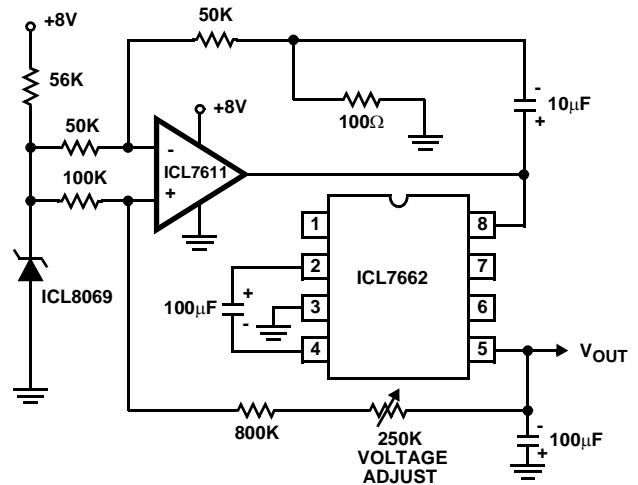 +8V
50K
56K
+8V
-
10μF
+
100Ω
50K
-
ICL7611
100K
+
1
8
2
ICL7662
7
ICL8069
+
100μF
-
3
6
4
5
VOUT
800K
250K
VOLTAGE
ADJUST
-
100μF
+